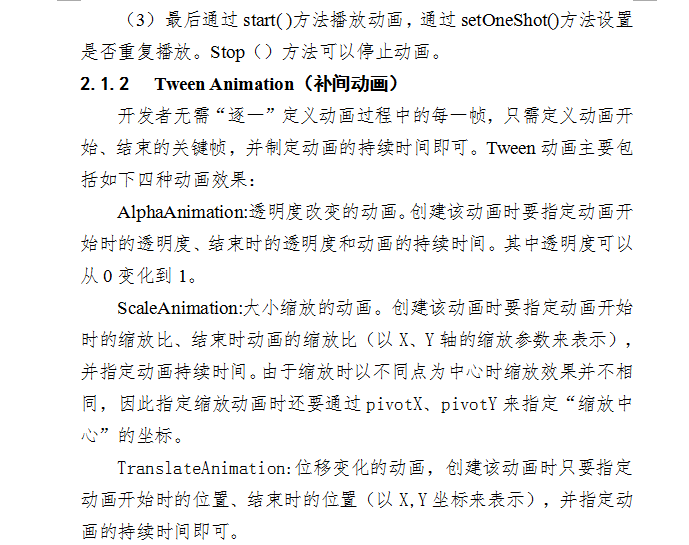 （3）最后通过 start( )方法播放动画，通过 setOneShot()方法设置
是否重复播放。Stop（）方法可以停止动画。
2.1.2 Tween Animation（补间动画）
开发者无需“逐一”定义动画过程中的每一帧，只需定义动画开
始、结束的关键帧，并制定动画的持续时间即可。Tween 动画主要包
括如下四种动画效果：
AlphaAnimation:透明度改变的动画。创建该动画时要指定动画开
始时的透明度、结束时的透明度和动画的持续时间。其中透明度可以
从 0 变化到 1。
ScaleAnimation:大小缩放的动画。创建该动画时要指定动画开始
时的缩放比、结束时动画的缩放比（以 X、Y 轴的缩放参数来表示），
并指定动画持续时间。由于缩放时以不同点为中心时缩放效果并不相
同，因此指定缩放动画时还要通过 pivotX、pivotY 来指定“缩放中
心”的坐标。
TranslateAnimation:位移变化的动画，创建该动画时只要指定
动画开始时的位置、结束时的位置（以 X,Y 坐标来表示），并指定动
画的持续时间即可。